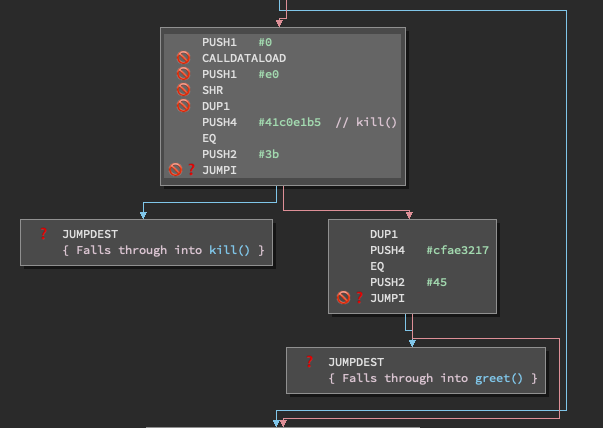 PUSH1 #0
CALLDATALOAD
PUSH1 #e0
SHR
DUP1
PUSH4 #41c0e1b5 // kill()
EQ
PUSH2 #3b
❓ JUMPI
❓ JUMPDEST
{ Falls through into kill() }
DUP1
PUSH4 #cfae3217
EQ
PUSH2 #45
❓ JUMPI
❓ JUMPDEST
{ Falls through into greet() }